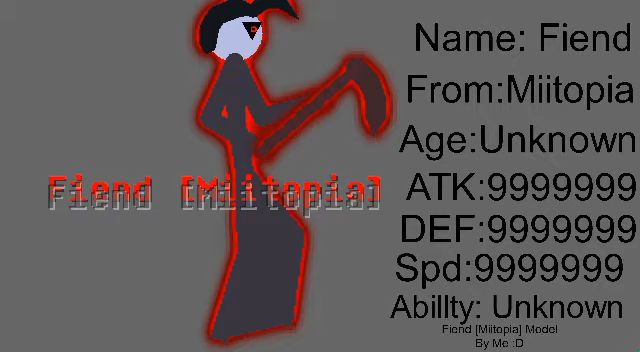 Name: Fiend
From:Miitopia
Age:Unknown
Fiend [Miitopia]
ATK:9999999
DEF:9999999
Spd:9999999
Abillty: Unknown
Fiend [Miitopia] Model
By Me :D